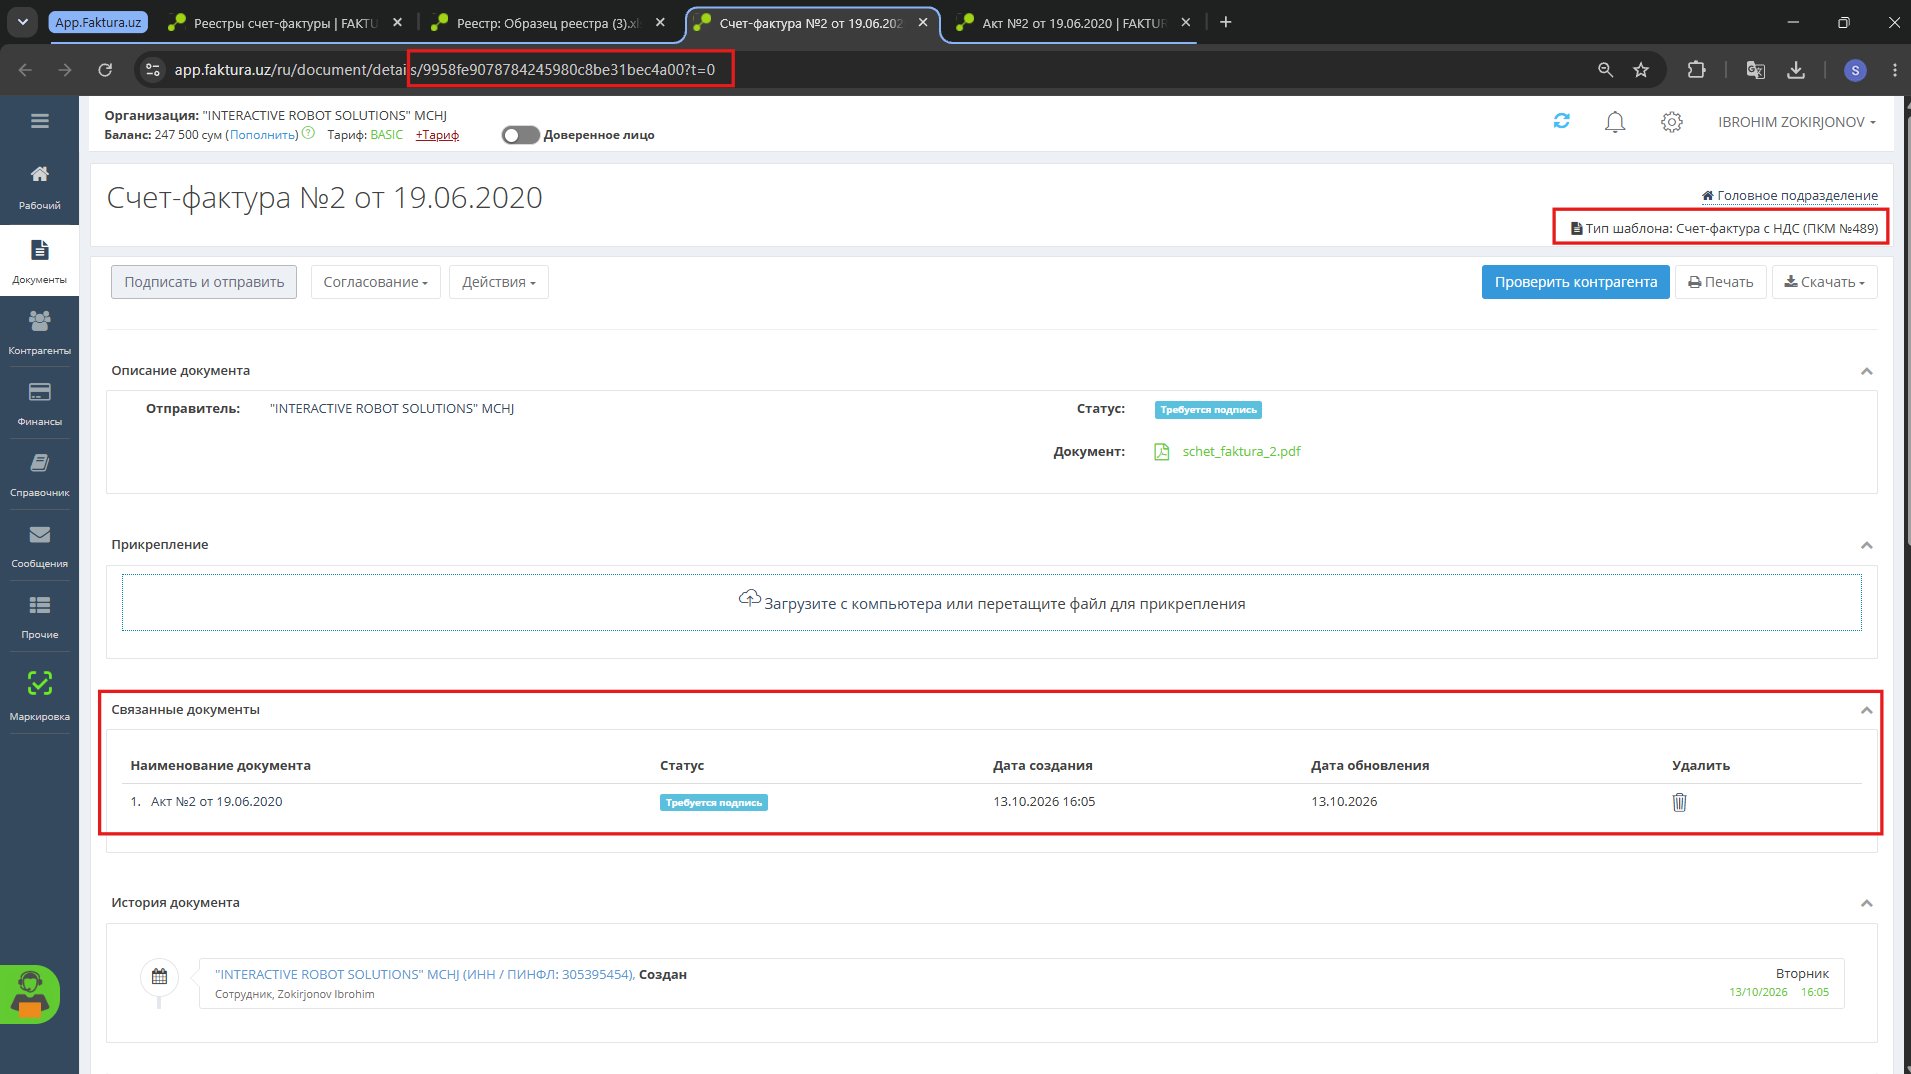 App.Faktura.uz
Реестры счет-фактуры | FAKTU
Реестр: Образец реестра (3).x
Счет-фактура №2 от 19.06.202
Акт №2 от 19.06.2020 | FAKTUR
app.faktura.uz/ru/document/details/9958fe9078784245980c8be31bec4a00?t=0
S
Организация: "INTERACTIVE ROBOT SOLUTIONS" MCHJ
Баланс: 247 500 сум (Пополнить) ? Тариф: BASIC +Тариф
Доверенное лицо
IBROHIM ZOKIRJONOV
Рабочий
Документы
Контрагенты
Финансы
Справочник
Сообщения
Прочие
Маркировка
Счет-фактура №2 от 19.06.2020
Головное подразделение
Тип шаблона: Счет-фактура с НДС (ПКМ №489)
Подписать и отправить
Согласование
Действия
Проверить контрагента
Печать
Скачать
Описание документа
Отправитель: "INTERACTIVE ROBOT SOLUTIONS" MCHJ
Статус: Требуется подпись
Документ: schet_faktura_2.pdf
Прикрепление
Загрузите с компьютера или перетащите файл для прикрепления
Связанные документы
Наименование документа Статус Дата создания Дата обновления Удалить
1. Акт №2 от 19.06.2020 Требуется подпись 13.10.2026 16:05 13.10.2026
История документа
"INTERACTIVE ROBOT SOLUTIONS" MCHJ (ИНН / ПИНФЛ: 305395454), Создан
Сотрудник, Zokirjonov Ibrohim
Вторник
13/10/2026 16:05